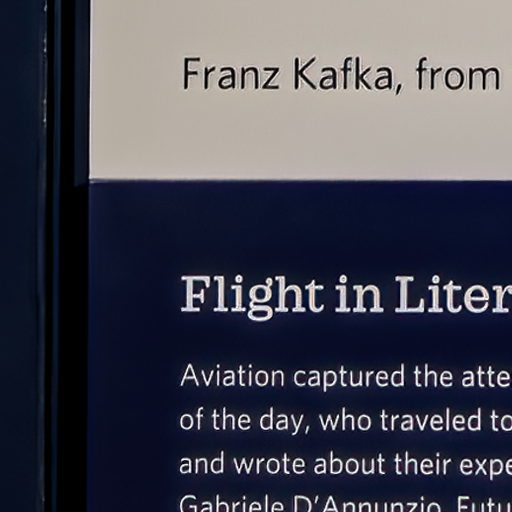 Franz Kafka, from
Flight in Liter
Aviation captured the atte
of the day, who traveled to
and wrote about their expe
Gabriele D'Annunzio, Futu